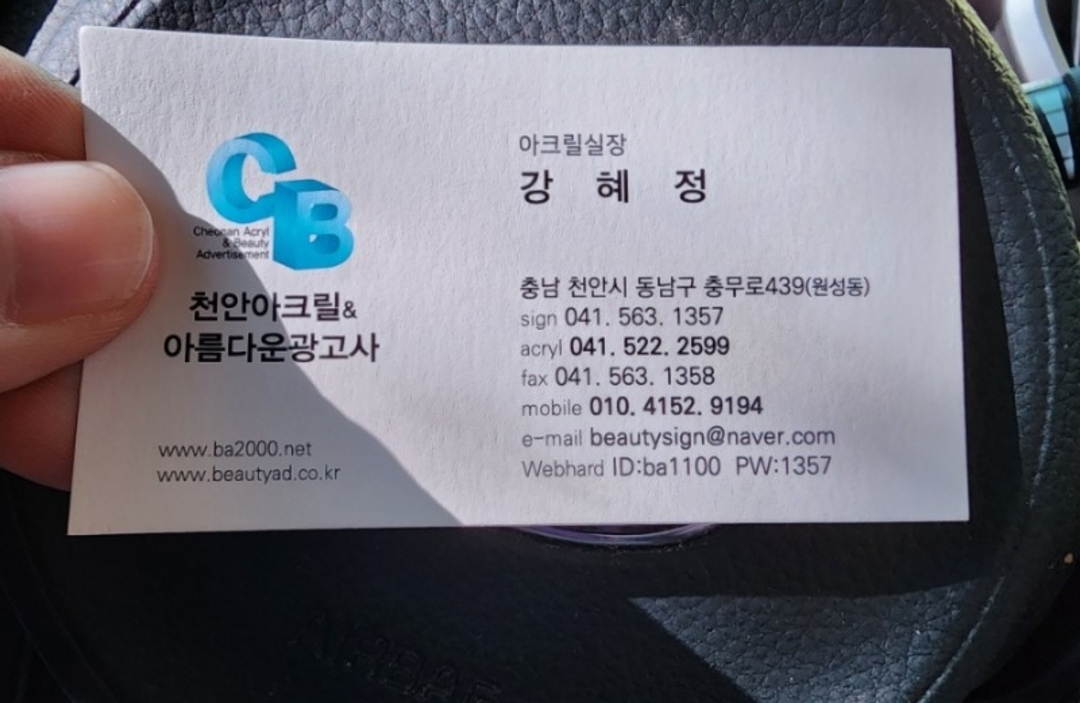 CB
Cheonan Acryl
& Beauty
Advertisement
천안아크릴&
아름다운광고사
www.ba2000.net
www.beautyad.co.kr
아크릴실장
강 혜 정
충남 천안시 동남구 충무로439(원성동)
sign 041. 563. 1357
acryl 041. 522. 2599
fax 041. 563. 1358
mobile 010. 4152. 9194
e-mail beautysign@naver.com
Webhard ID:ba1100 PW:1357
AIRBAG